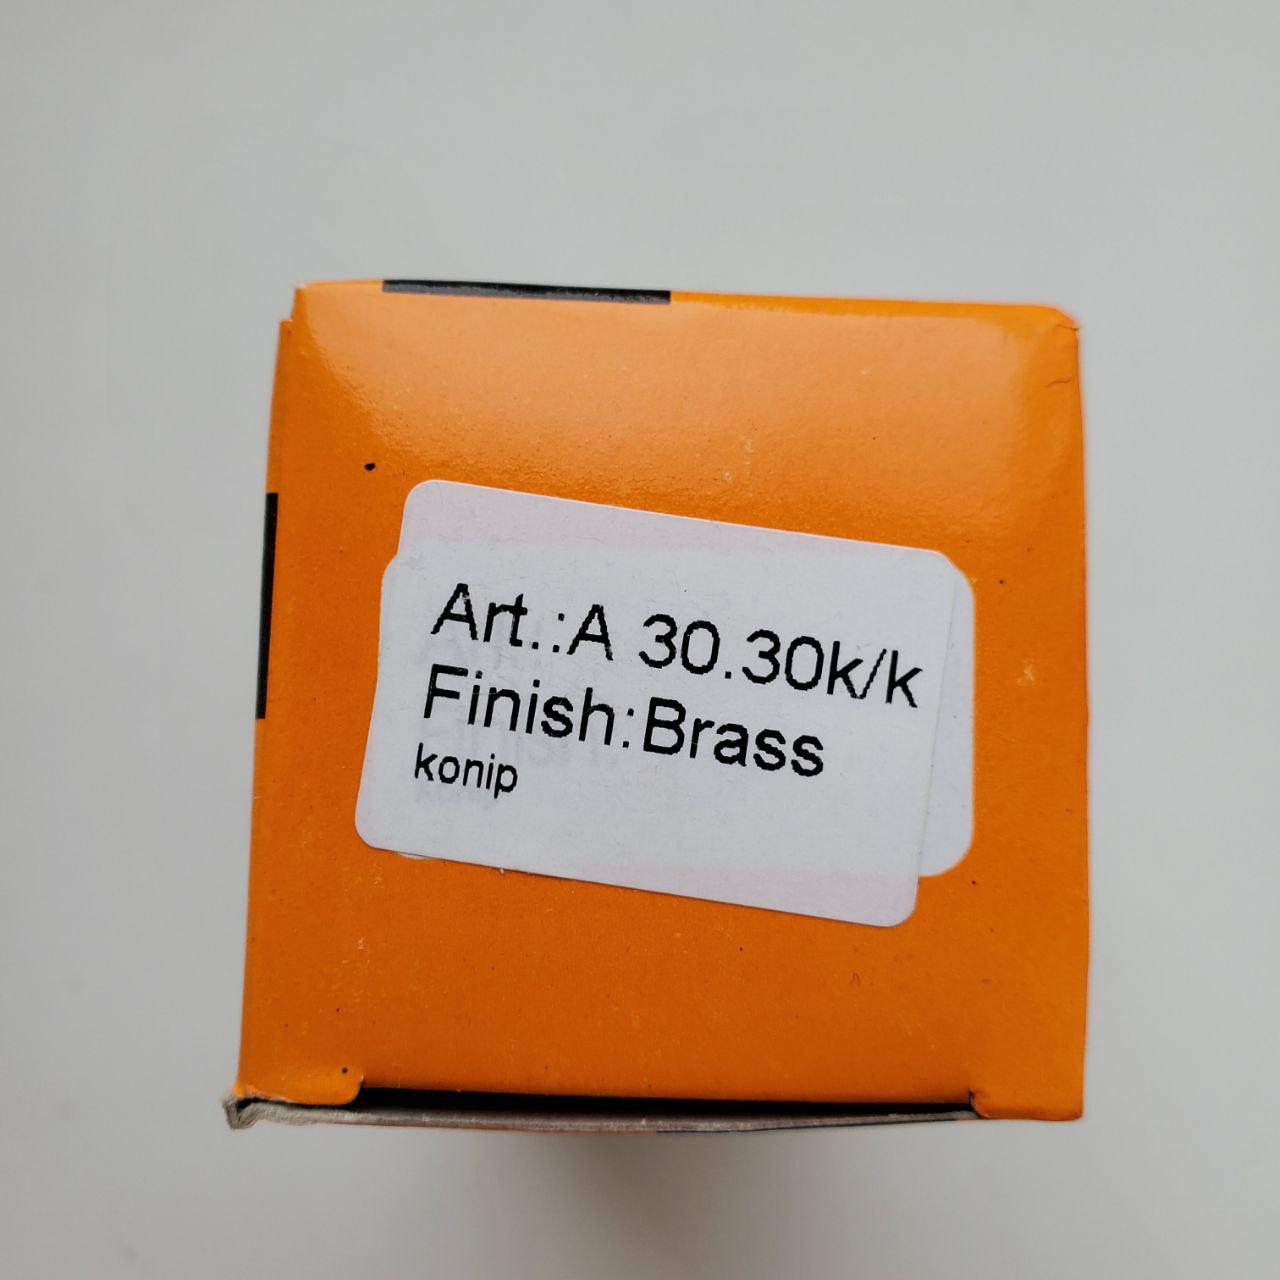 Art.:A 30.30k/k
Finish:Brass
konip